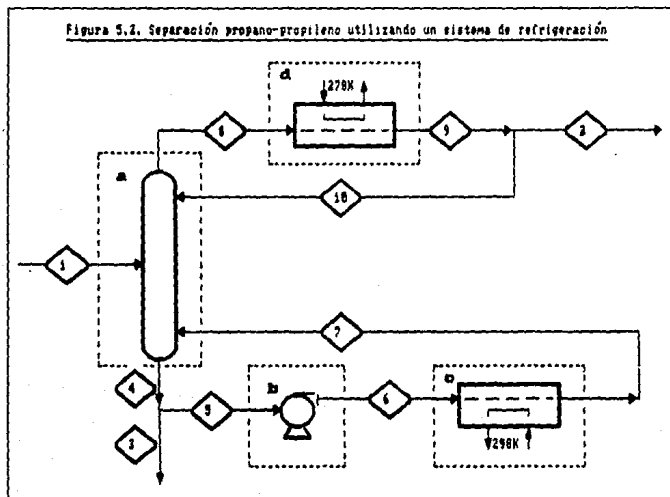 Figura 5.2. Separación propano-propileno utilizando un sistema de refrigeración
d
270K
8
9
2
a
10
1
7
4
b
c
5
6
3
298K